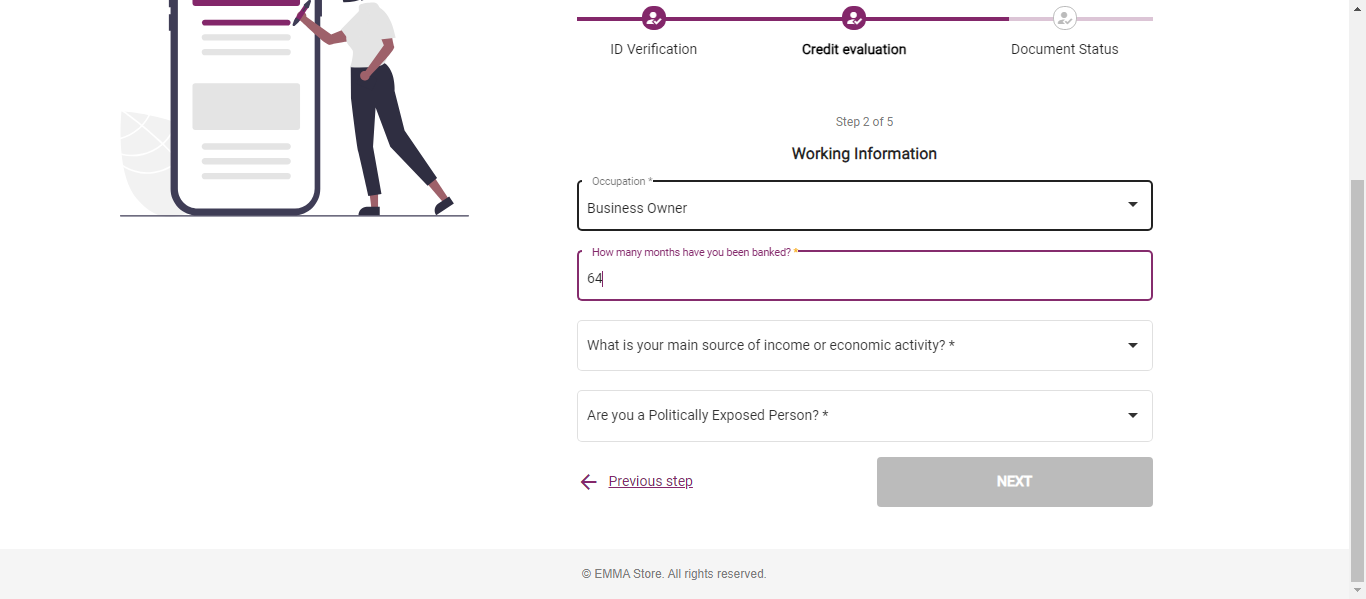 ID Verification
Credit evaluation
Document Status
Step 2 of 5
Working Information
Occupation *
Business Owner
How many months have you been banked? *
64
What is your main source of income or economic activity? *
Are you a Politically Exposed Person? *
Previous step
NEXT
© EMMA Store. All rights reserved.